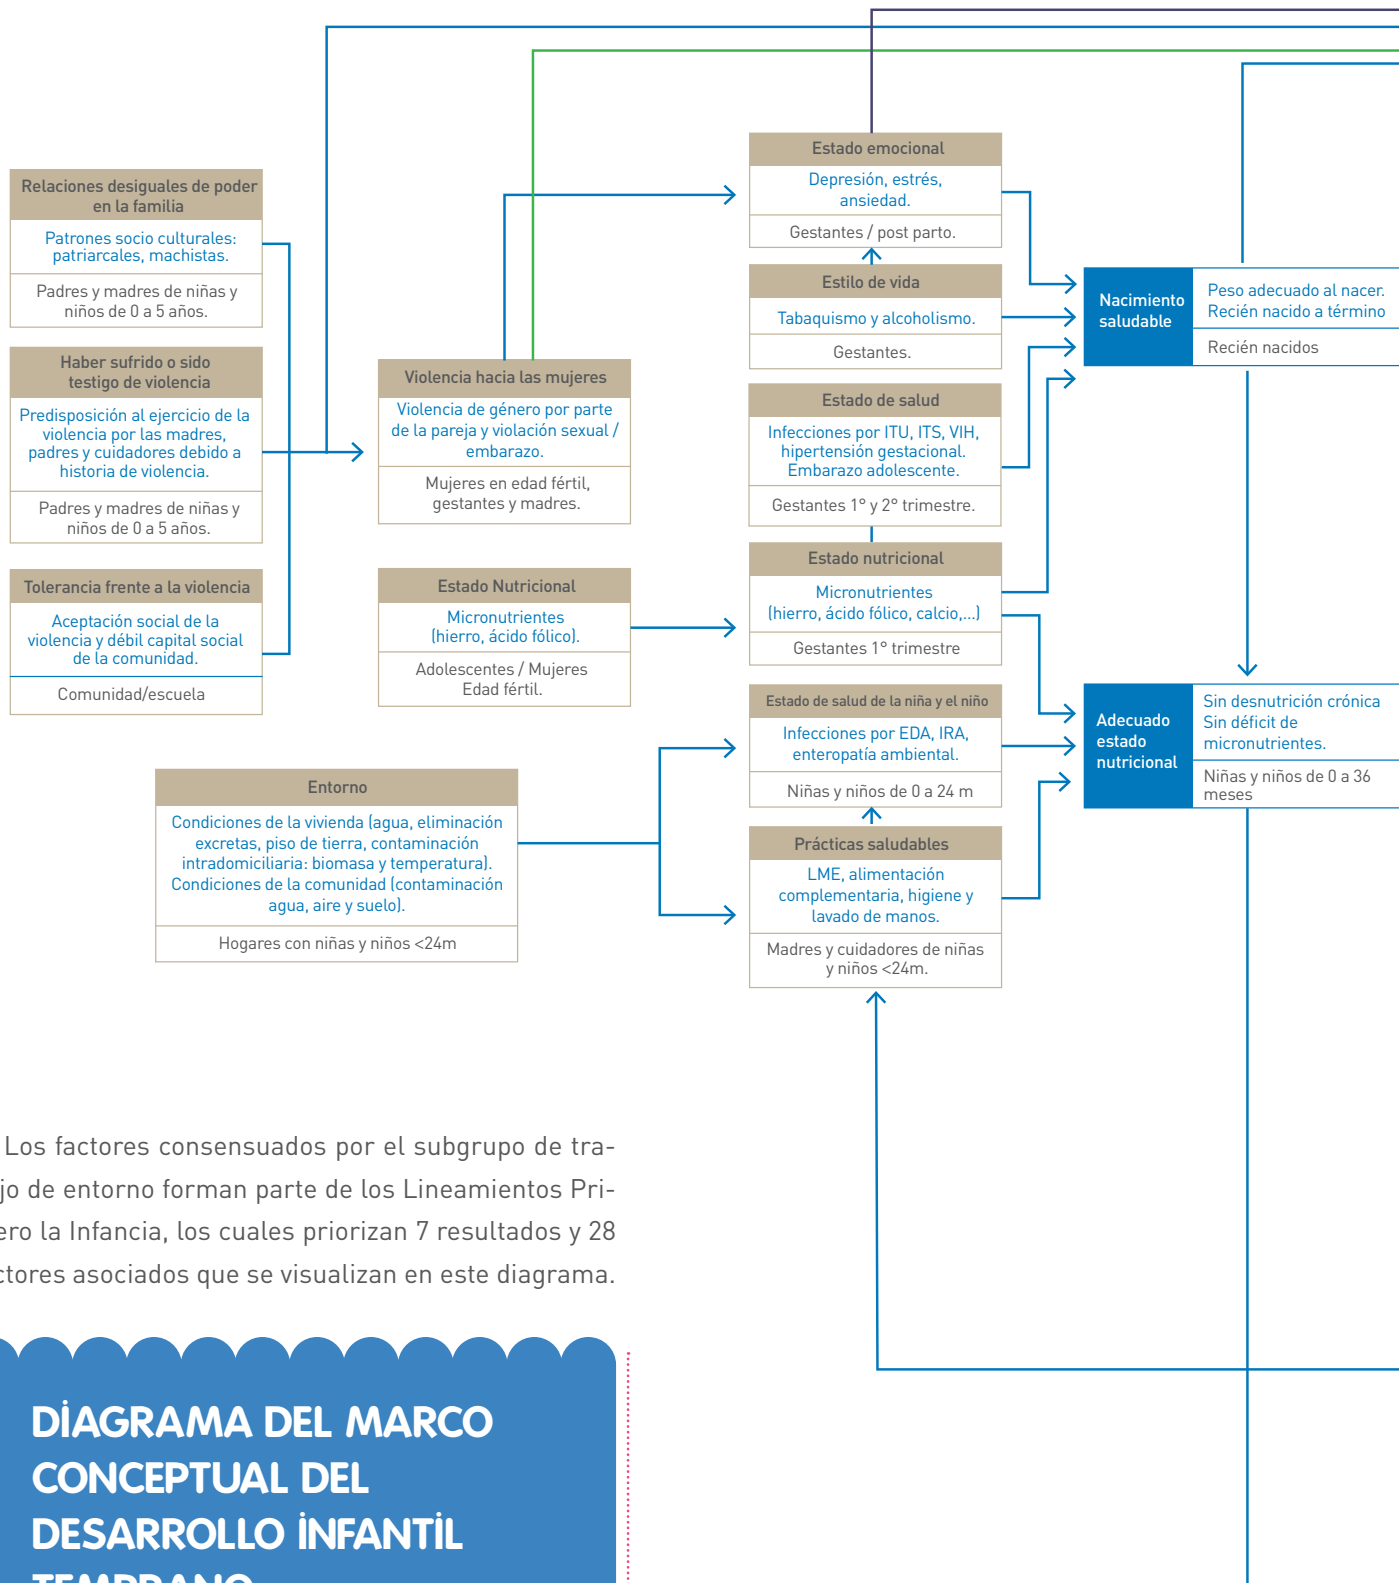 Relaciones desiguales de poder
en la familia
Patrones socio culturales:
patriarcales, machistas.
Padres y madres de niñas y
niños de 0 a 5 años.
Haber sufrido o sido
testigo de violencia
Predisposición al ejercicio de la
violencia por las madres,
padres y cuidadores debido a
historia de violencia.
Padres y madres de niñas y
niños de 0 a 5 años.
Tolerancia frente a la violencia
Aceptación social de la
violencia y débil capital social
de la comunidad.
Comunidad/escuela
Violencia hacia las mujeres
Violencia de género por parte
de la pareja y violación sexual /
embarazo.
Mujeres en edad fértil,
gestantes y madres.
Estado Nutricional
Micronutrientes
(hierro, ácido fólico).
Adolescentes / Mujeres
Edad fértil.
Entorno
Condiciones de la vivienda (agua, eliminación
excretas, piso de tierra, contaminación
intradomiciliaria: biomasa y temperatura).
Condiciones de la comunidad (contaminación
agua, aire y suelo).
Hogares con niñas y niños <24m
Estado emocional
Depresión, estrés,
ansiedad.
Gestantes / post parto.
Estilo de vida
Tabaquismo y alcoholismo.
Gestantes.
Estado de salud
Infecciones por ITU, ITS, VIH,
hipertensión gestacional.
Embarazo adolescente.
Gestantes 1° y 2° trimestre.
Estado nutricional
Micronutrientes
(hierro, ácido fólico, calcio,...)
Gestantes 1° trimestre
Estado de salud de la niña y el niño
Infecciones por EDA, IRA,
enteropatía ambiental.
Niñas y niños de 0 a 24 m
Prácticas saludables
LME, alimentación
complementaria, higiene y
lavado de manos.
Madres y cuidadores de niñas
y niños <24m.
Nacimiento
saludable
Peso adecuado al nacer.
Recién nacido a término
Recién nacidos
Adecuado
estado
nutricional
Sin desnutrición crónica
Sin déficit de
micronutrientes.
Niñas y niños de 0 a 36
meses
Los factores consensuados por el subgrupo de tra-
jo de entorno forman parte de los Lineamientos Pri-
ero la Infancia, los cuales priorizan 7 resultados y 28
ctores asociados que se visualizan en este diagrama.
DIAGRAMA DEL MARCO
CONCEPTUAL DEL
DESARROLLO INFANTIL
TEMPRANO